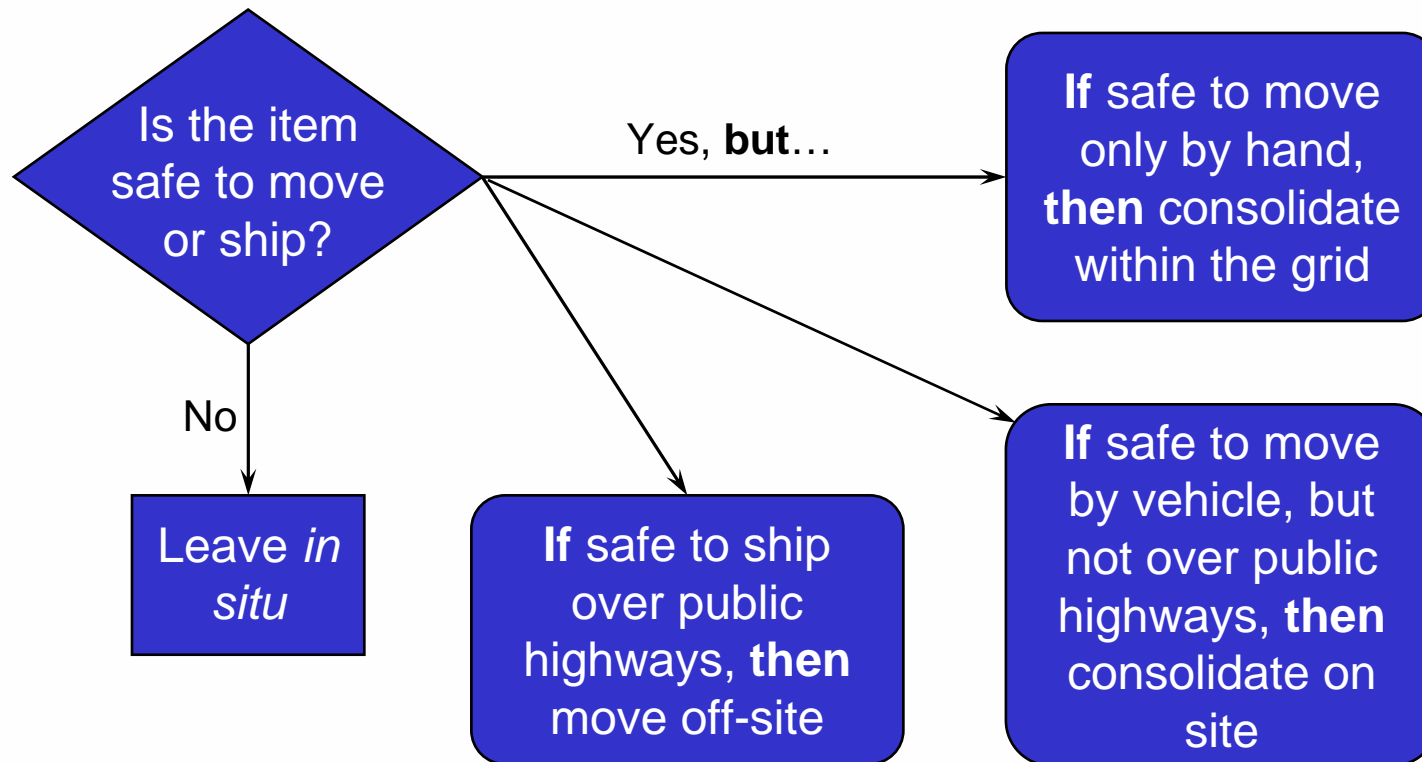 Is the item
safe to move
or ship?
Yes, but…
If safe to move
only by hand,
then consolidate
within the grid
No
Leave in
situ
If safe to ship
over public
highways, then
move off-site
If safe to move
by vehicle, but
not over public
highways, then
consolidate on
site